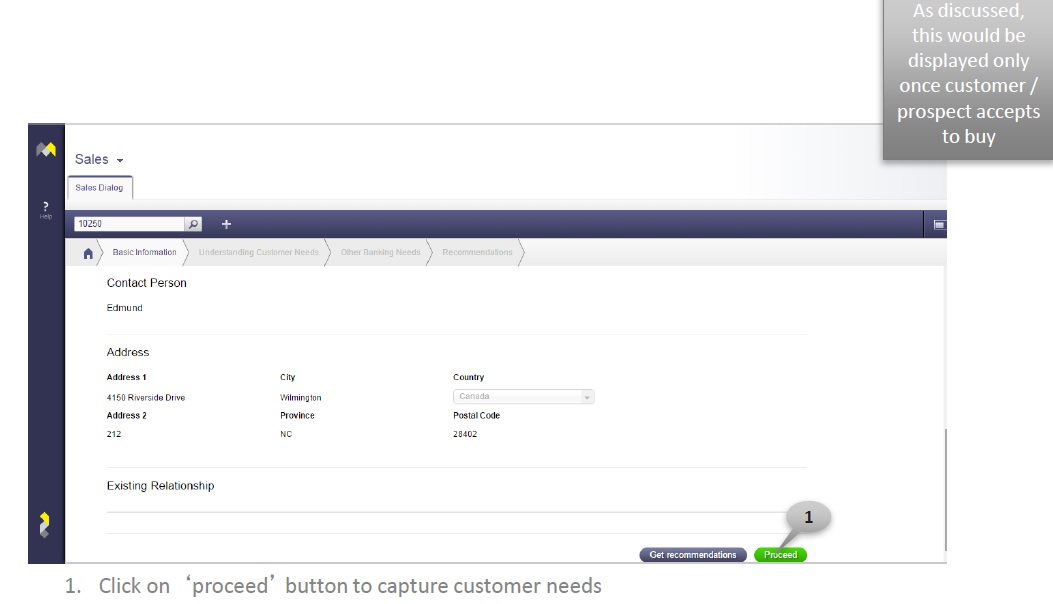 As discussed,
this would be
displayed only
once customer /
prospect accepts
to buy
Sales
Sales Dialog
?
Help
10250
+
Basic Information
Understanding Customer Needs
Other Banking Needs
Recommendations
Contact Person
Edmund
Address
Address 1 City Country
4150 Riverside Drive Wilmington Canada
Address 2 Province Postal Code
212 NC 28402
Existing Relationship
1
Get recommendations Proceed
1. Click on ‘proceed’ button to capture customer needs